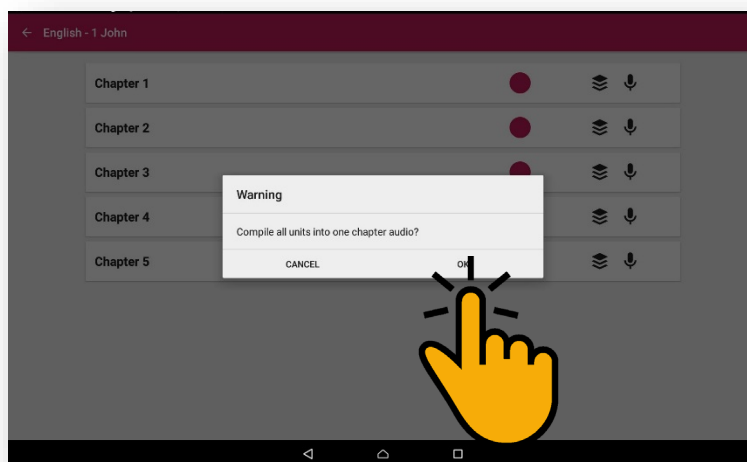 English - 1 John
Chapter 1
Chapter 2
Chapter 3
Warning
Compile all units into one chapter audio?
Chapter 4
CANCEL
OK
Chapter 5